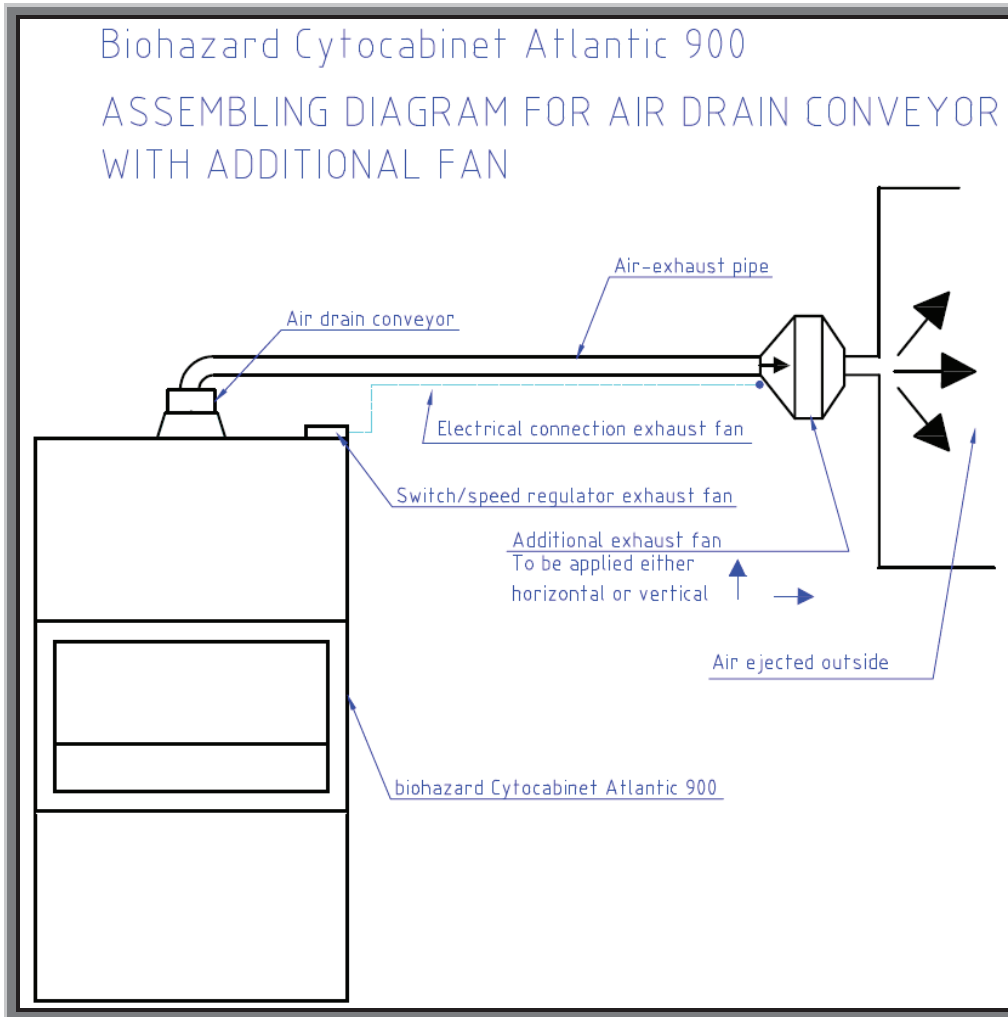 Biohazard Cytocabinet Atlantic 900
ASSEMBLING DIAGRAM FOR AIR DRAIN CONVEYOR
WITH ADDITIONAL FAN
Air-exhaust pipe
Air drain conveyor
Electrical connection exhaust fan
Switch/speed regulator exhaust fan
Additional exhaust fan
To be applied either
horizontal or vertical
Air ejected outside
biohazard Cytocabinet Atlantic 900